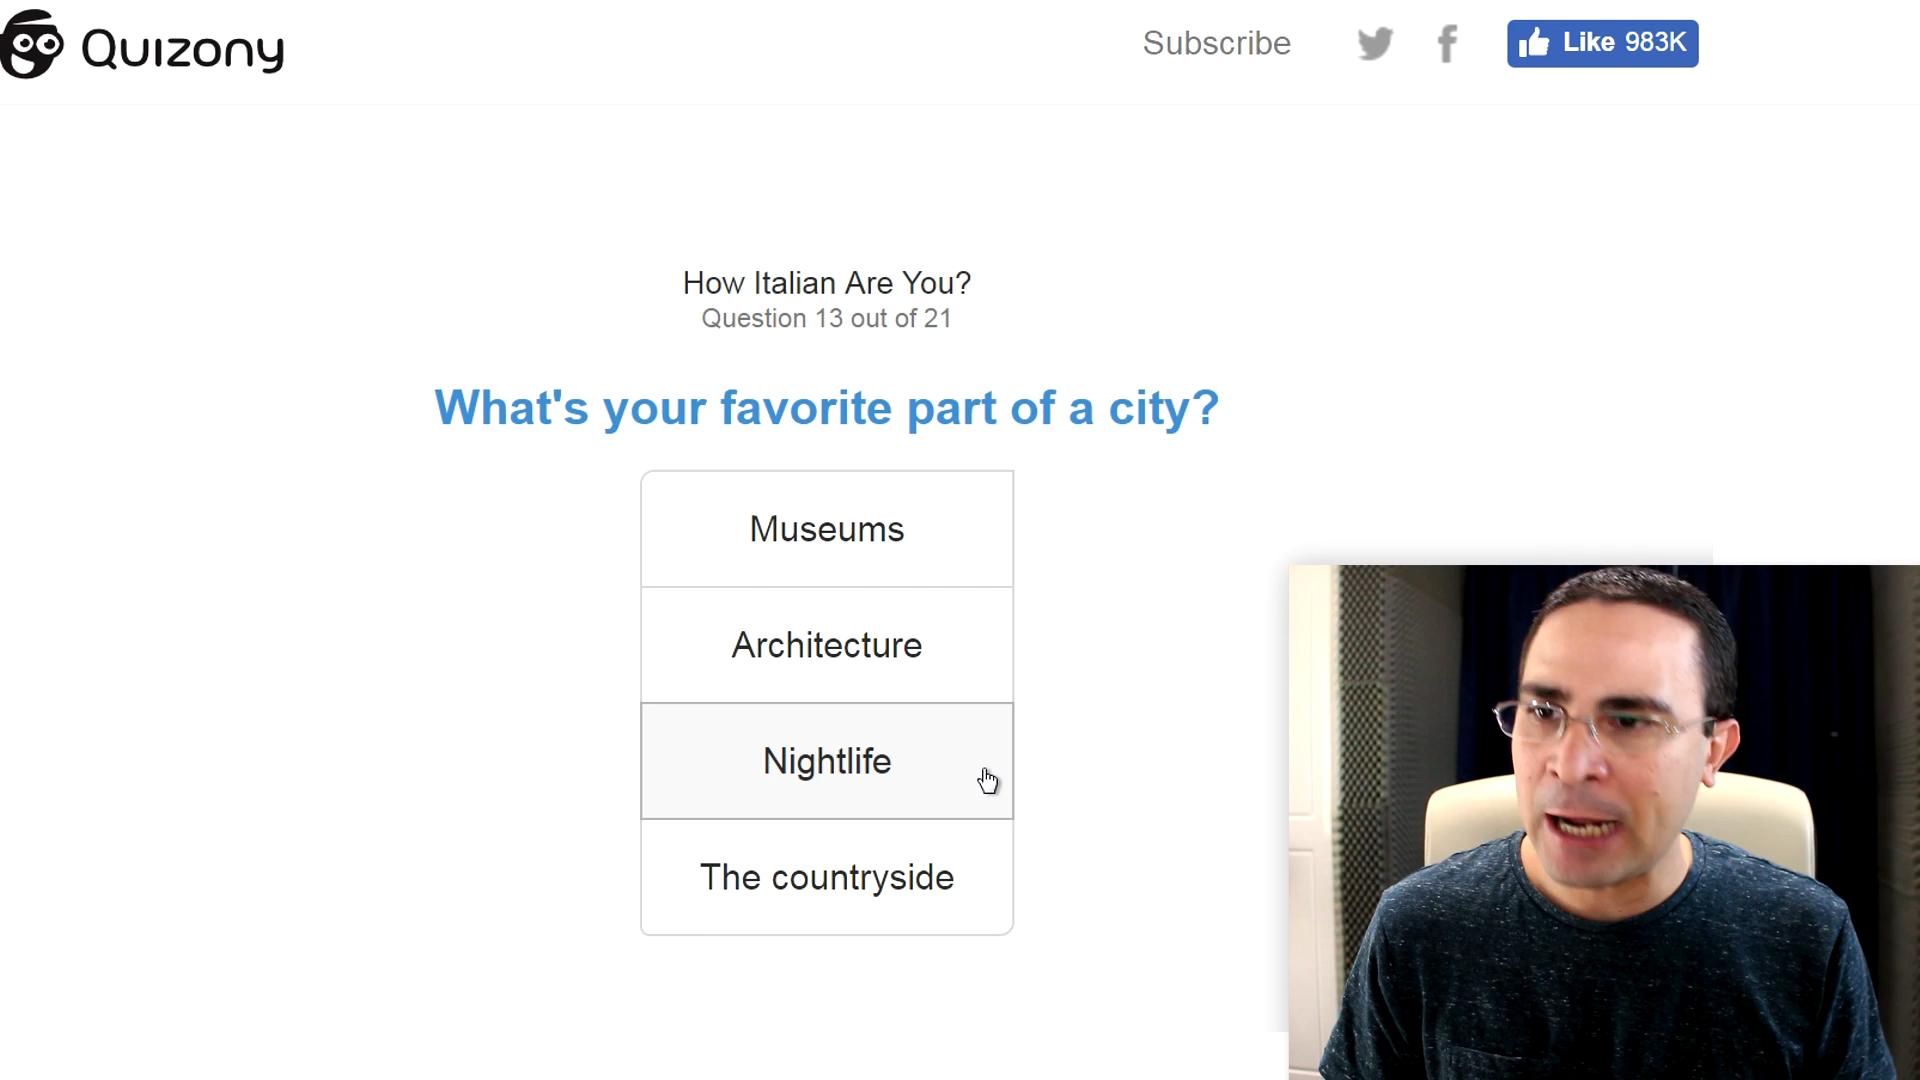 Quizony
Subscribe
Like 983K
How Italian Are You?
Question 13 out of 21
What's your favorite part of a city?
Museums
Architecture
Nightlife
The countryside